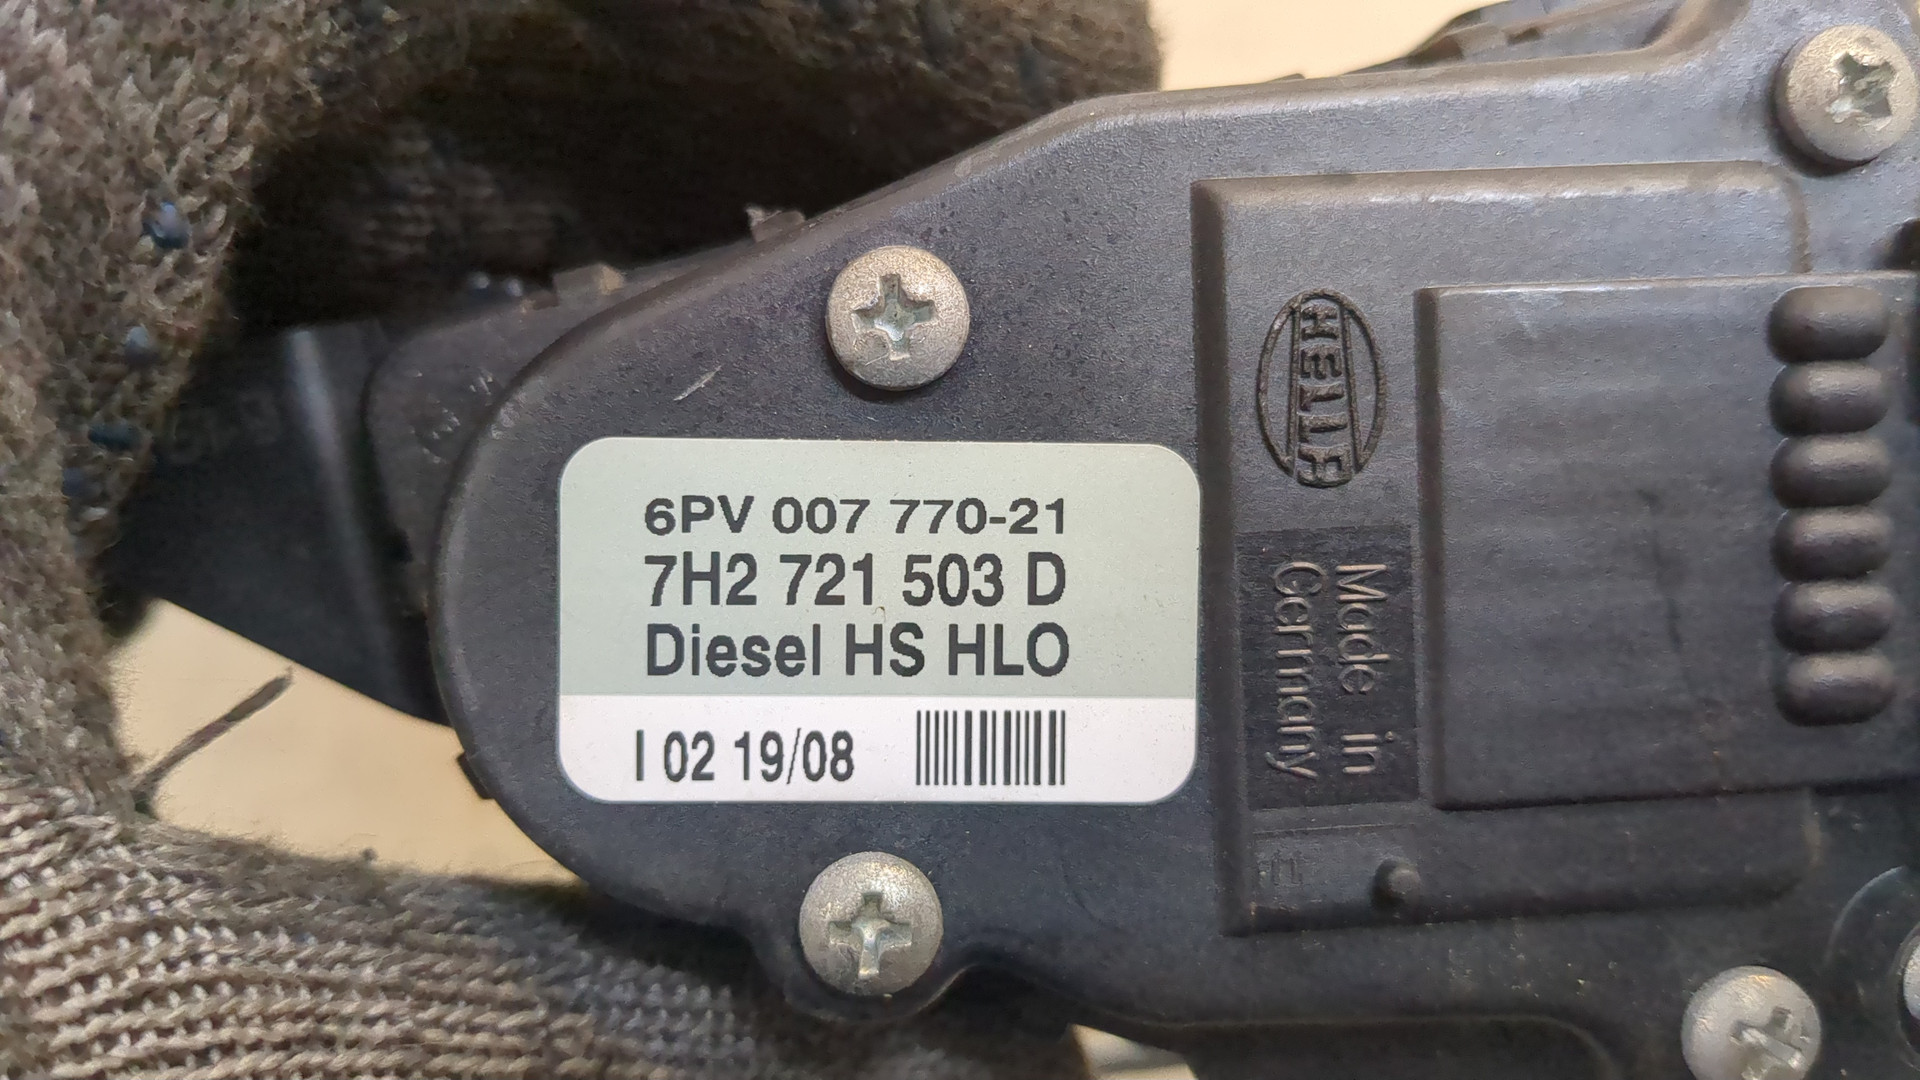 6PV 007 770-21
7H2 721 503 D
Diesel HS HLO
I 02 19/08
HELLA
Made in
Germany